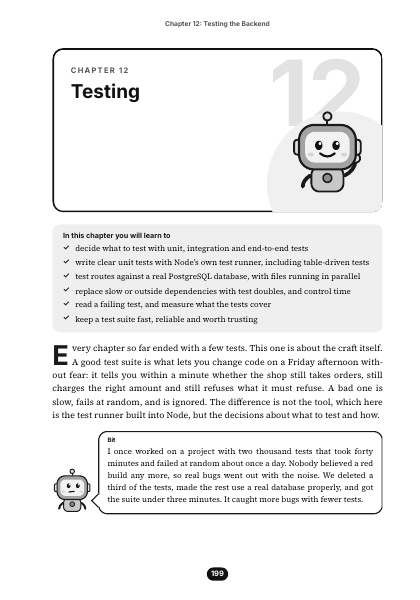 Chapter 12: Testing the Backend
CHAPTER 12
12
Testing
In this chapter you will learn to
decide what to test with unit, integration and end-to-end tests
write clear unit tests with Node's own test runner, including table-driven tests
test routes against a real PostgreSQL database, with files running in parallel
replace slow or outside dependencies with test doubles, and control time
read a failing test, and measure what the tests cover
keep a test suite fast, reliable and worth trusting
Every chapter so far ended with a few tests. This one is about the craft itself.
A good test suite is what lets you change code on a Friday afternoon with-
out fear: it tells you within a minute whether the shop still takes orders, still
charges the right amount and still refuses what it must refuse. A bad one is
slow, fails at random, and is ignored. The difference is not the tool, which here
is the test runner built into Node, but the decisions about what to test and how.
Bit
I once worked on a project with two thousand tests that took forty
minutes and failed at random about once a day. Nobody believed a red
build any more, so real bugs went out with the noise. We deleted a
third of the tests, made the rest use a real database properly, and got
the suite under three minutes. It caught more bugs with fewer tests.
199